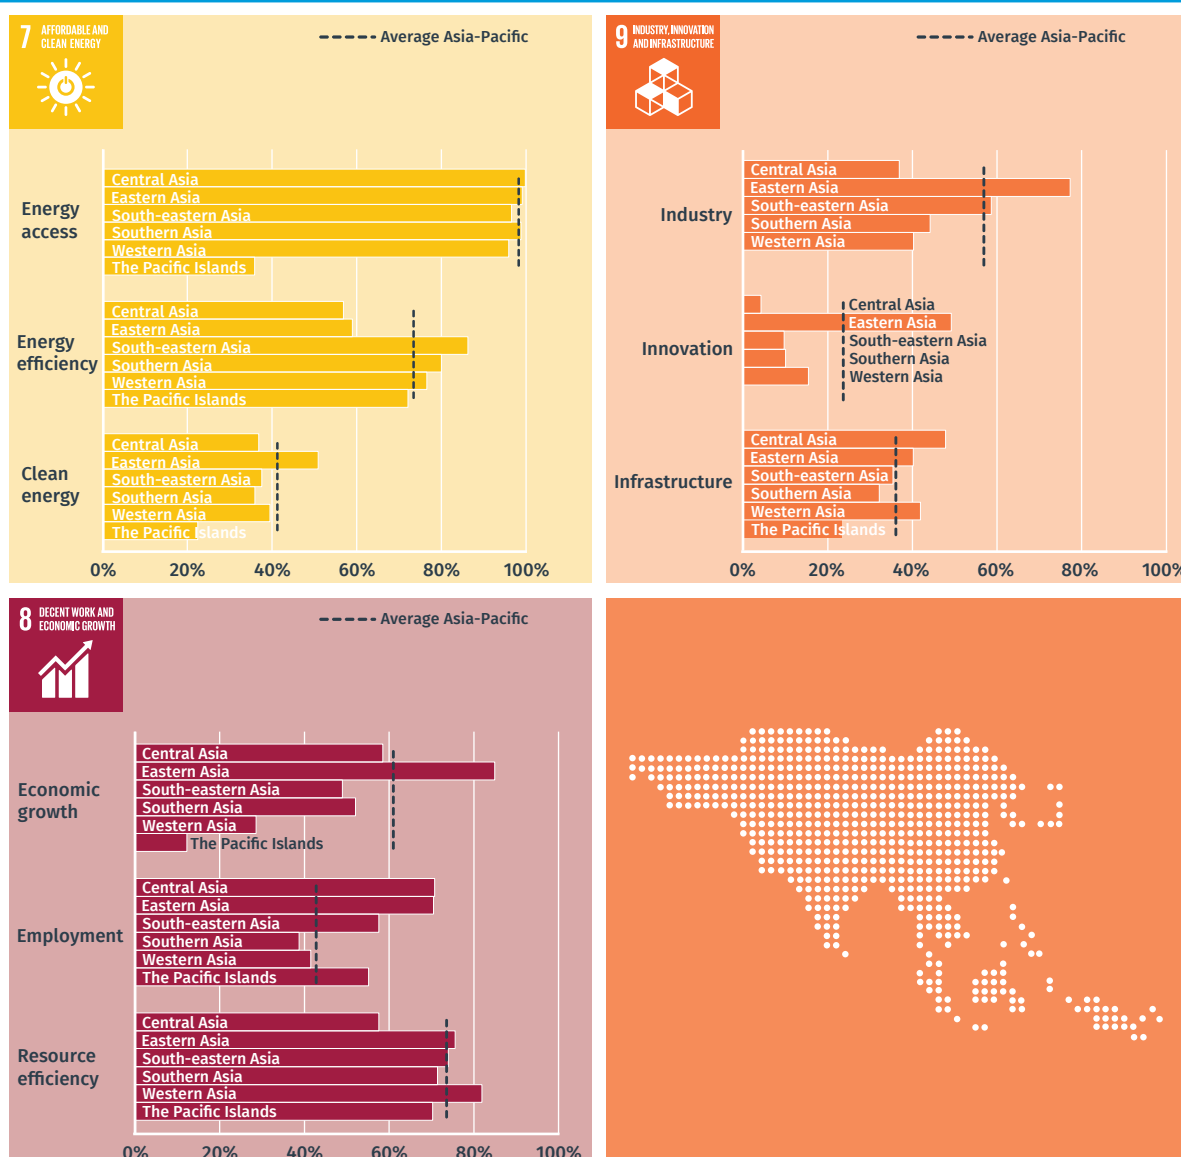 7 AFFORDABLE AND
CLEAN ENERGY
Average Asia-Pacific
Energy
access
Central Asia
Eastern Asia
South-eastern Asia
Southern Asia
Western Asia
The Pacific Islands
Energy
efficiency
Central Asia
Eastern Asia
South-eastern Asia
Southern Asia
Western Asia
The Pacific Islands
Clean
energy
Central Asia
Eastern Asia
South-eastern Asia
Southern Asia
Western Asia
The Pacific Islands
0% 20% 40% 60% 80% 100%
9 INDUSTRY, INNOVATION
AND INFRASTRUCTURE
Average Asia-Pacific
Industry
Central Asia
Eastern Asia
South-eastern Asia
Southern Asia
Western Asia
Innovation
Central Asia
Eastern Asia
South-eastern Asia
Southern Asia
Western Asia
Infrastructure
Central Asia
Eastern Asia
South-eastern Asia
Southern Asia
Western Asia
The Pacific Islands
0% 20% 40% 60% 80% 100%
8 DECENT WORK AND
ECONOMIC GROWTH
Average Asia-Pacific
Economic
growth
Central Asia
Eastern Asia
South-eastern Asia
Southern Asia
Western Asia
The Pacific Islands
Employment
Central Asia
Eastern Asia
South-eastern Asia
Southern Asia
Western Asia
The Pacific Islands
Resource
efficiency
Central Asia
Eastern Asia
South-eastern Asia
Southern Asia
Western Asia
The Pacific Islands
0% 20% 40% 60% 80% 100%